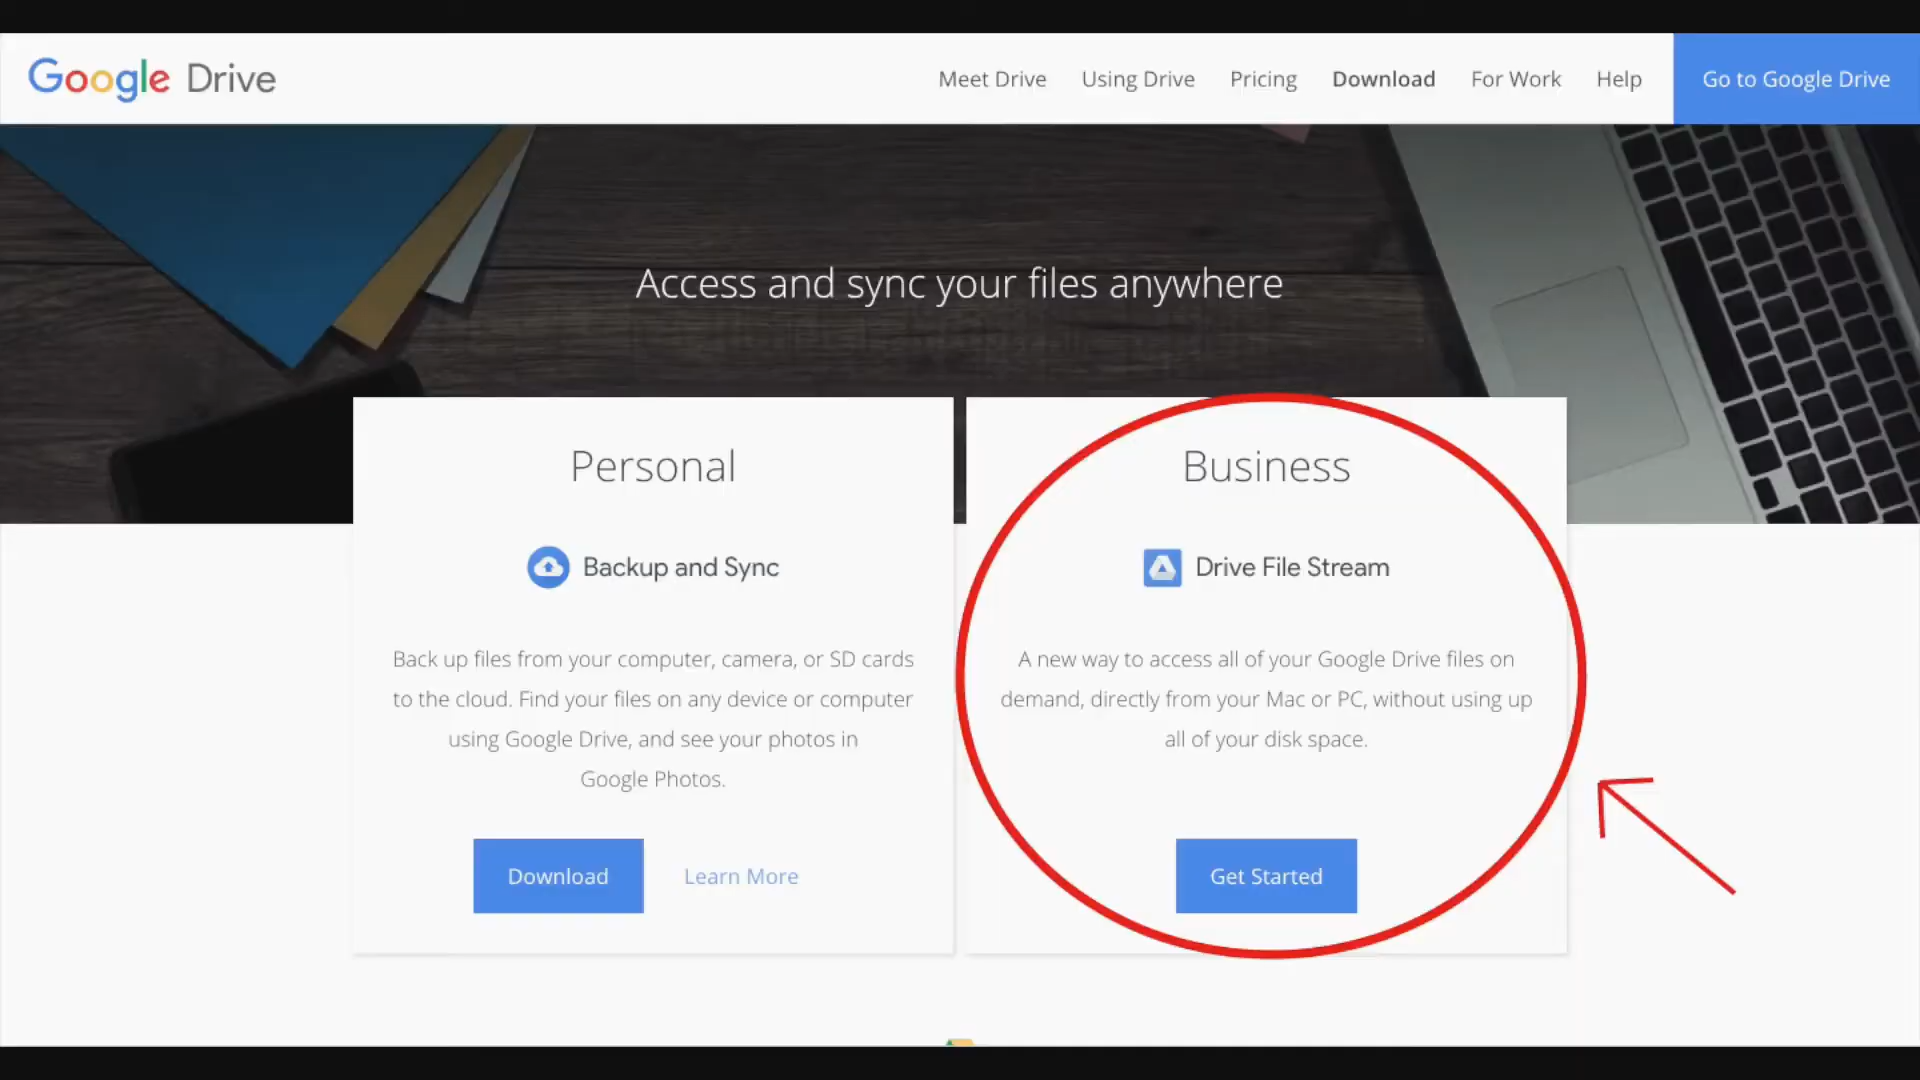 Google Drive
Meet Drive
Using Drive
Pricing
Download
For Work
Help
Go to Google Drive
Access and sync your files anywhere
Personal
Backup and Sync
Back up files from your computer, camera, or SD cards
to the cloud. Find your files on any device or computer
using Google Drive, and see your photos in
Google Photos.
Download
Learn More
Business
Drive File Stream
A new way to access all of your Google Drive files on
demand, directly from your Mac or PC, without using up
all of your disk space.
Get Started